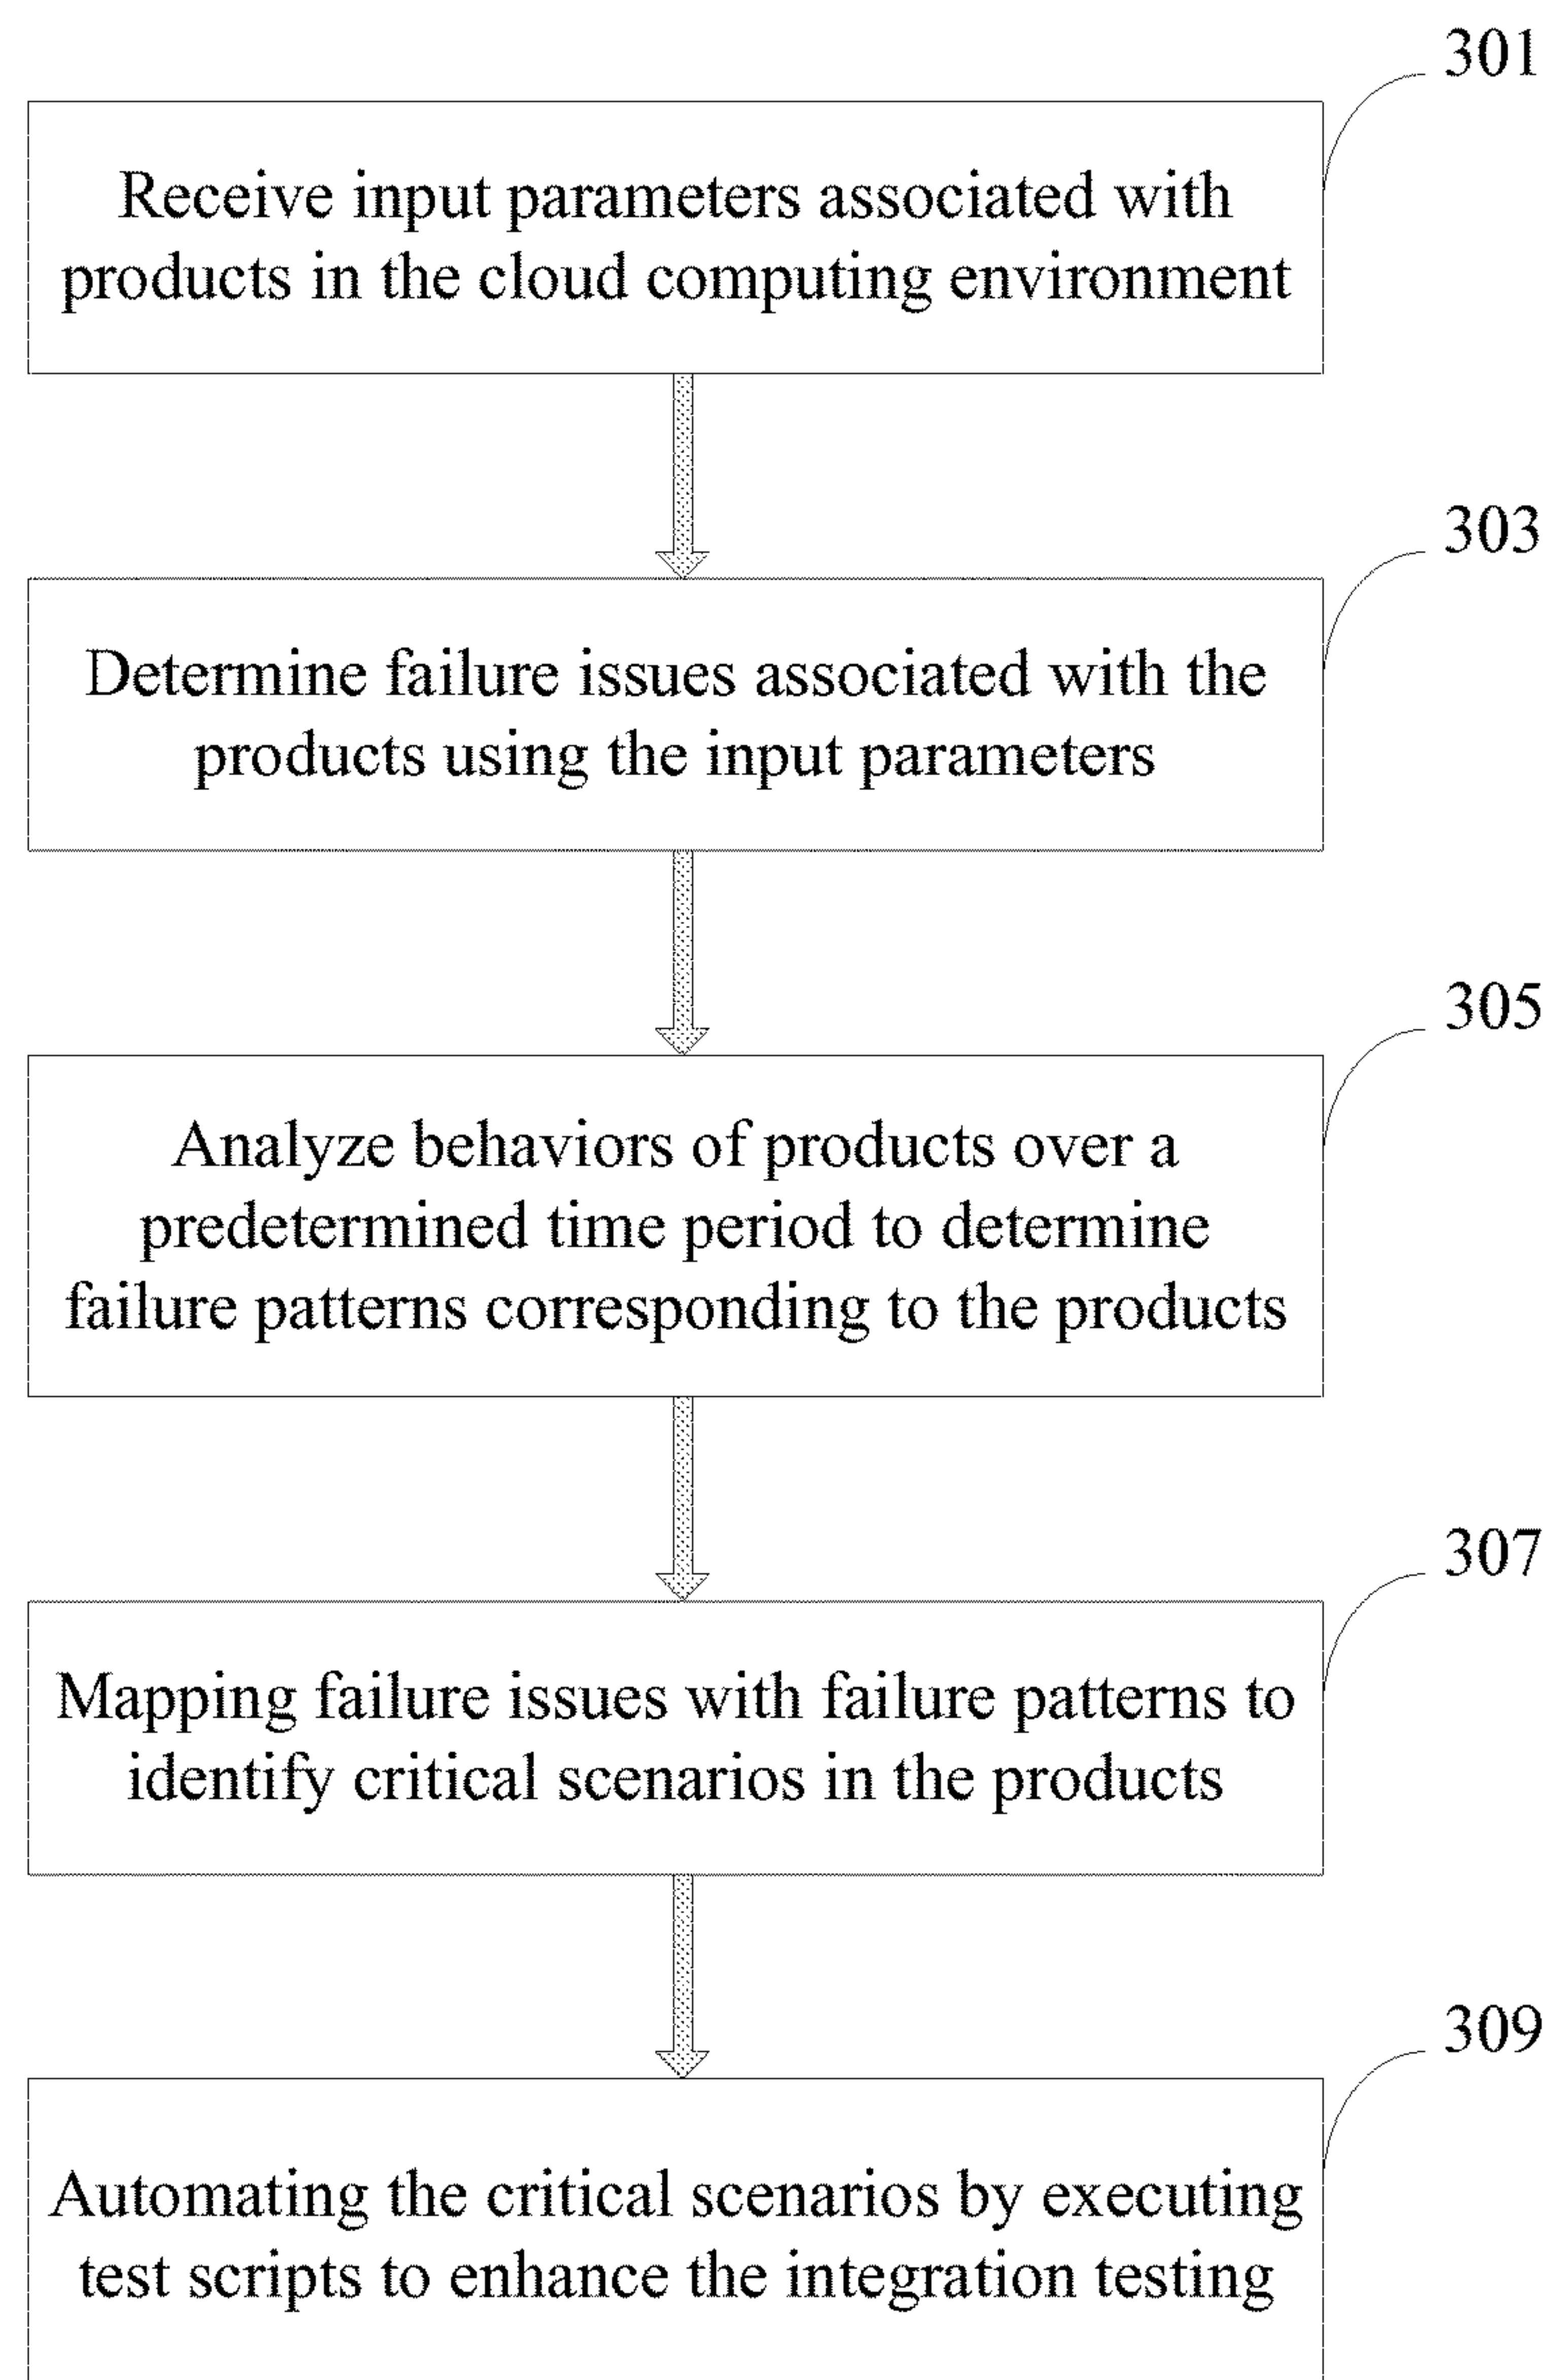 301
Receive input parameters associated with
products in the cloud computing environment
303
Determine failure issues associated with the
products using the input parameters
305
Analyze behaviors of products over a
predetermined time period to determine
failure patterns corresponding to the products
307
Mapping failure issues with failure patterns to
identify critical scenarios in the products
309
Automating the critical scenarios by executing
test scripts to enhance the integration testing